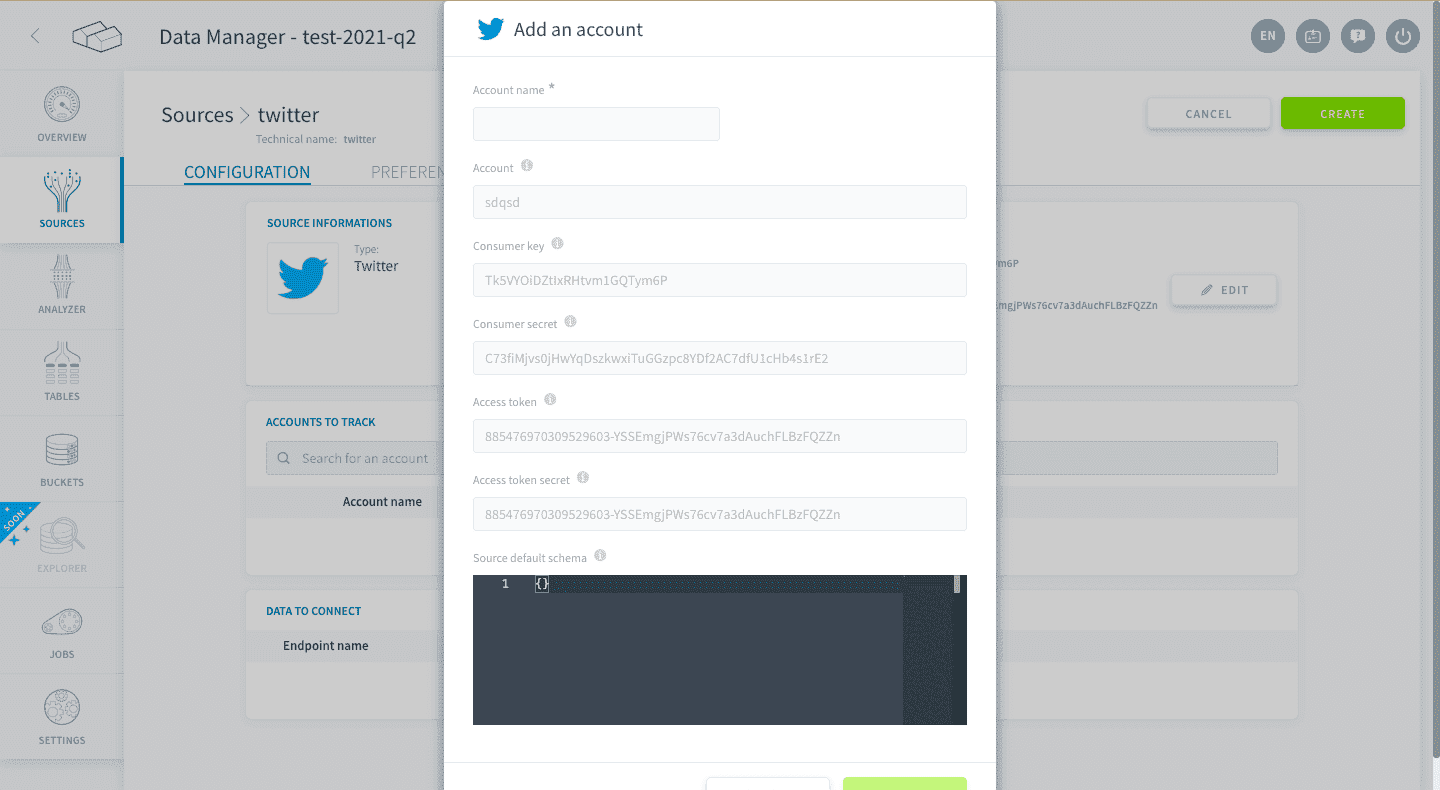 Data Manager - test-2021-q2
EN
OVERVIEW
SOURCES
ANALYZER
TABLES
BUCKETS
SOON
EXPLORER
JOBS
SETTINGS
Sources > twitter
Technical name: twitter
CANCEL
CREATE
CONFIGURATION
PREFEREN
SOURCE INFORMATIONS
Type:
Twitter
/m6P
EmgjPWs76cv7a3dAuchFLBzFQZZn
EDIT
ACCOUNTS TO TRACK
Search for an account
Account name
DATA TO CONNECT
Endpoint name
Add an account
Account name *
Account
sdqsd
Consumer key
Tk5VYOiDZtIxRHtvm1GQTym6P
Consumer secret
C73fiMjvs0jHwYqDszkwxiTuGGzpc8YDf2AC7dfU1cHb4s1rE2
Access token
885476970309529603-YSSEmgjPWs76cv7a3dAuchFLBzFQZZn
Access token secret
885476970309529603-YSSEmgjPWs76cv7a3dAuchFLBzFQZZn
Source default schema
1 {}